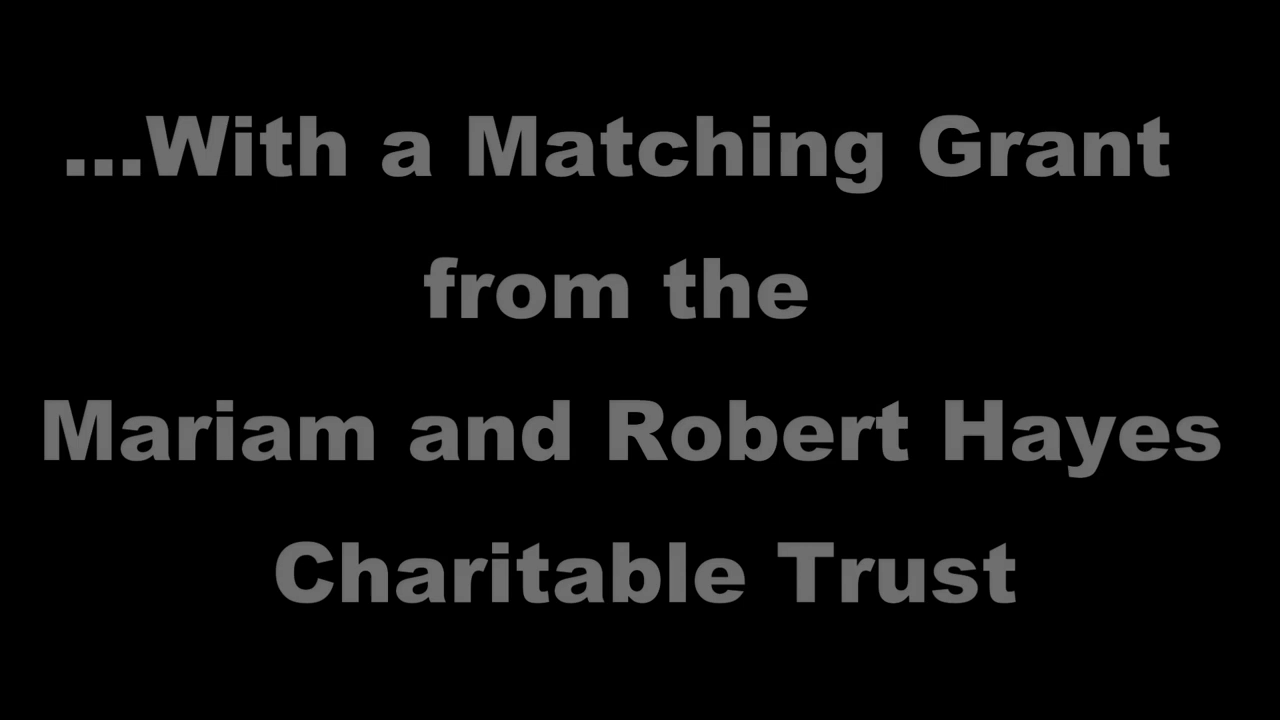 ...With a Matching Grant
from the
Mariam and Robert Hayes
Charitable Trust